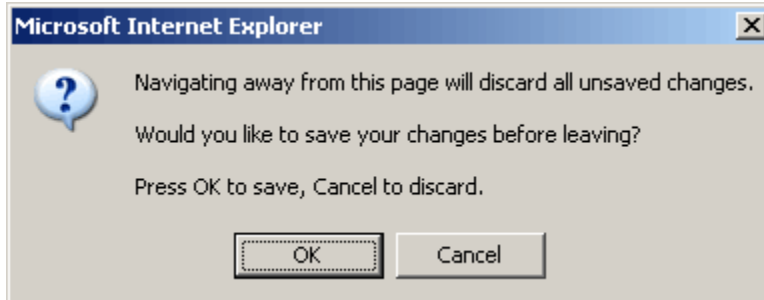 Microsoft Internet Explorer
Navigating away from this page will discard all unsaved changes.
Would you like to save your changes before leaving?
Press OK to save, Cancel to discard.
OK
Cancel